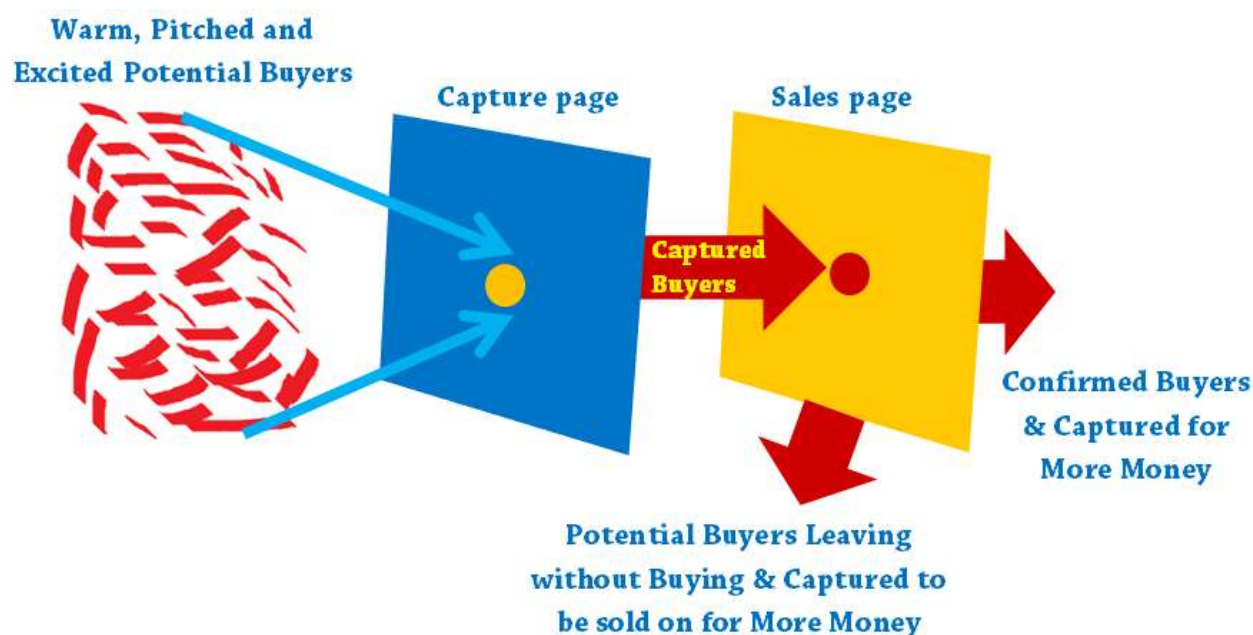 Warm, Pitched and
Excited Potential Buyers
Capture page
Sales page
Captured
Buyers
Confirmed Buyers
& Captured for
More Money
Potential Buyers Leaving
without Buying & Captured to
be sold on for More Money